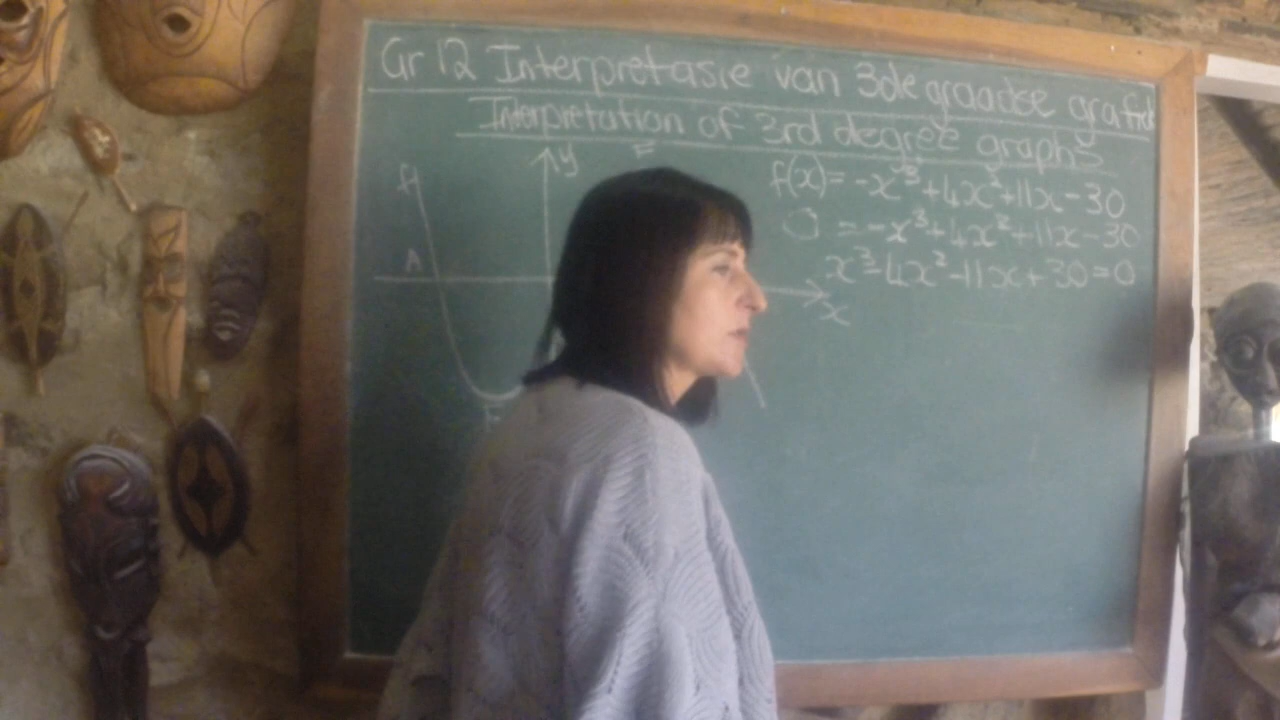 Gr 12 Interpretasie van 3de graadse grafiek
Interpretation of 3rd degree graphs
y
f
f(x) = -x³+4x²+11x-30
0 = -x³+4x²+11x-30
A
x³-4x²-11x+30=0
x